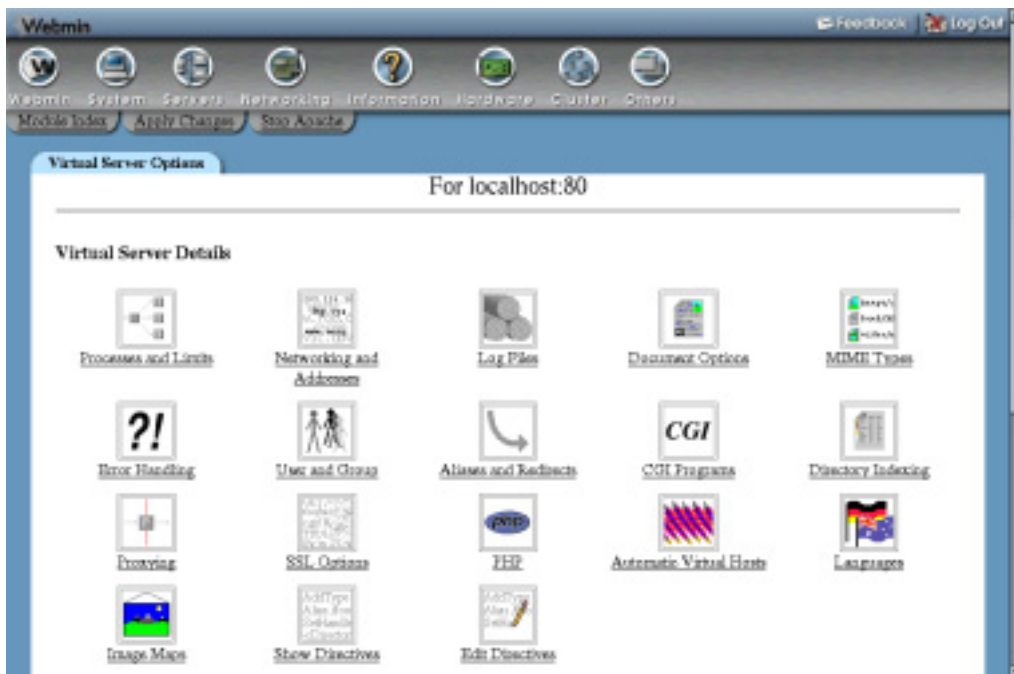 Webmin
Feedback Log Out
Webmin System Servers Networking Information Hardware Cluster Others
Module Index Apply Changes Stop Apache
Virtual Server Options
For localhost:80
Virtual Server Details
Processes and Limits
Networking and Addresses
Log Files
Document Options
MIME Types
?!
Error Handling
User and Group
Aliases and Redirects
CGI
CGI Programs
Directory Indexing
Proxying
SSL Options
php
PHP
Automatic Virtual Hosts
Languages
Image Maps
Show Directives
Edit Directives